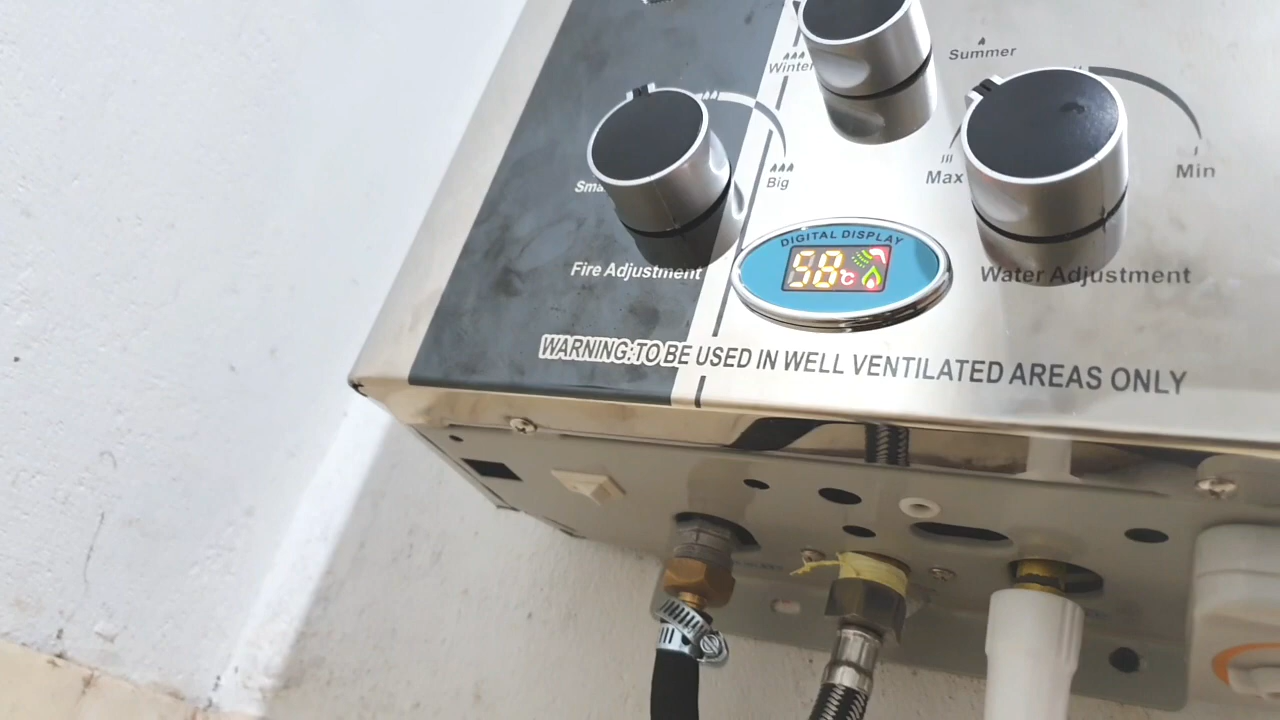 Winter
Summer
Big
Max
Min
Fire Adjustment
DIGITAL DISPLAY
58°C
Water Adjustment
WARNING:TO BE USED IN WELL VENTILATED AREAS ONLY